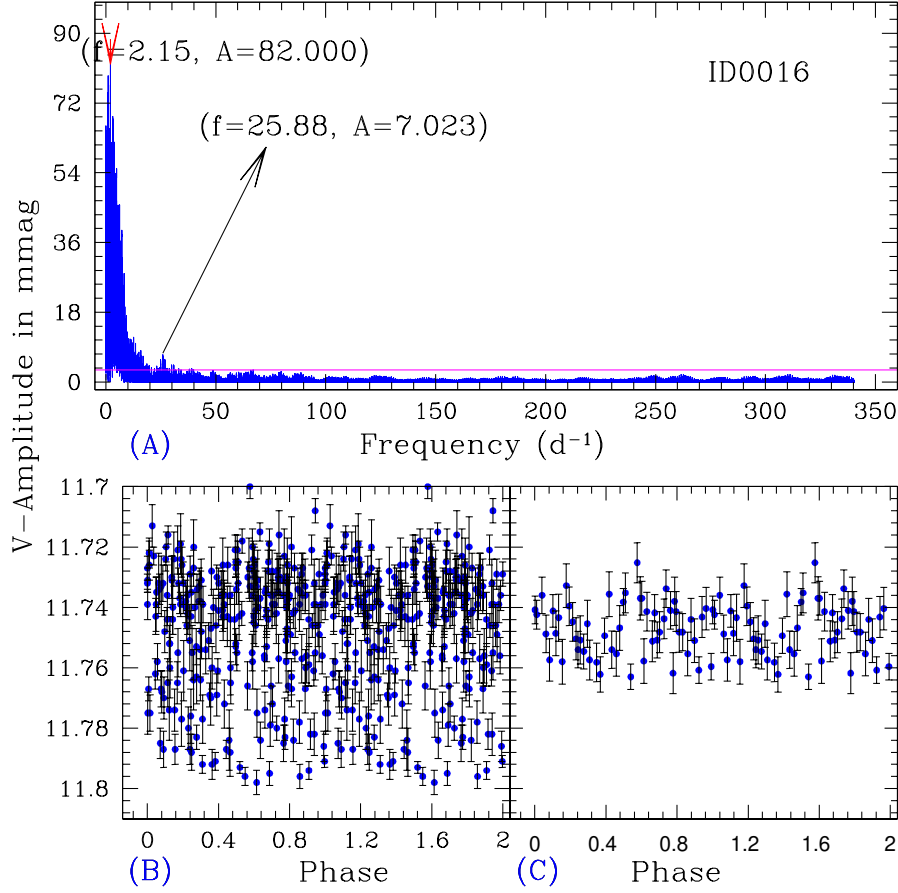 90
72
54
36
18
0
(f=2.15, A=82.000)
ID0016
(f=25.88, A=7.023)
V−Amplitude in mmag
0 50 100 150 200 250 300 350
(A) Frequency (d⁻¹)
11.7
11.72
11.74
11.76
11.78
11.8
0 0.4 0.8 1.2 1.6 2
(B) Phase
0 0.4 0.8 1.2 1.6 2
(C) Phase